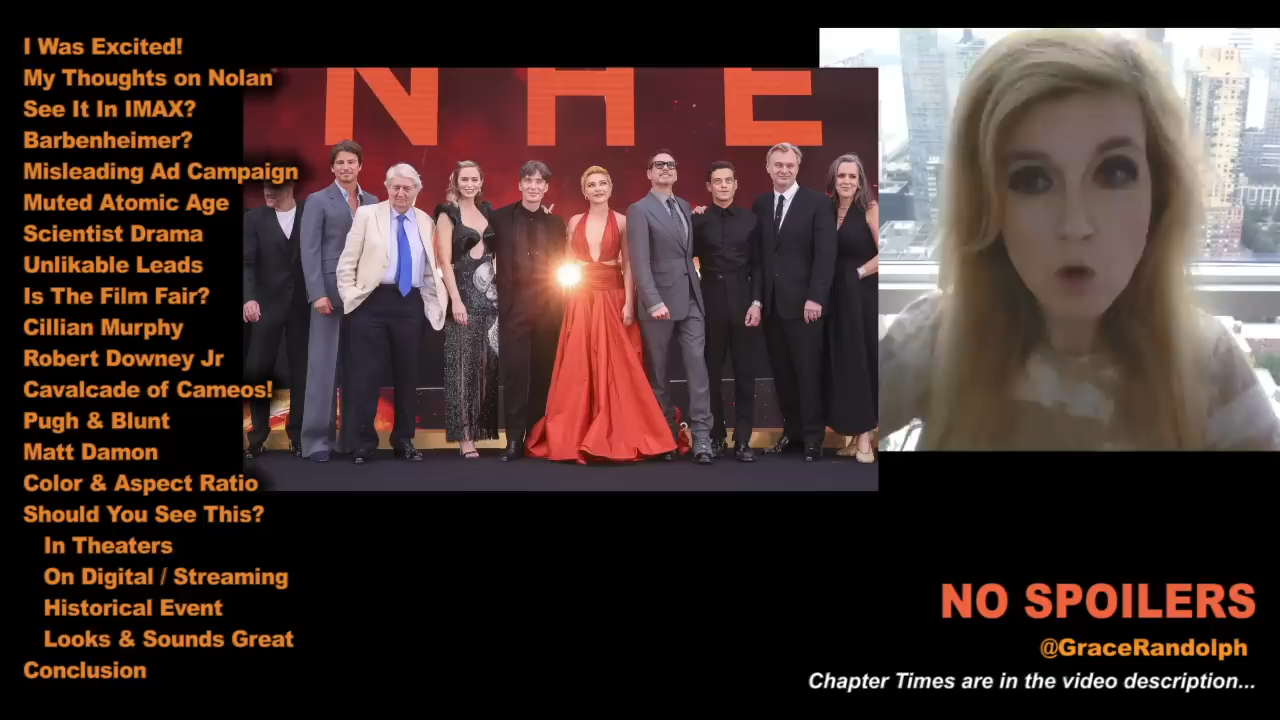 I Was Excited!
My Thoughts on Nolan
See It In IMAX?
Barbenheimer?
Misleading Ad Campaign
Muted Atomic Age
Scientist Drama
Unlikable Leads
Is The Film Fair?
Cillian Murphy
Robert Downey Jr
Cavalcade of Cameos!
Pugh & Blunt
Matt Damon
Color & Aspect Ratio
Should You See This?
In Theaters
On Digital / Streaming
Historical Event
Looks & Sounds Great
Conclusion
N H E
NO SPOILERS
@GraceRandolph
Chapter Times are in the video description...